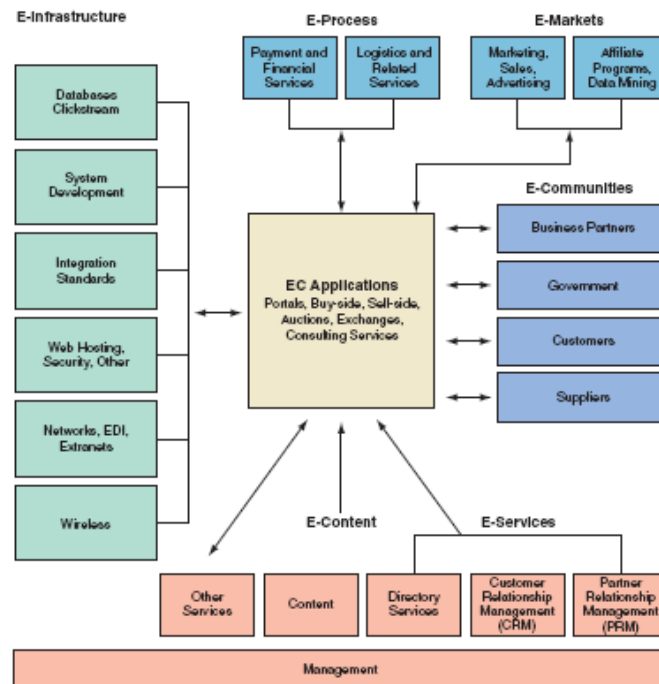 E-Infrastructure
E-Process
E-Markets
Databases
Clickstream
System
Development
Integration
Standards
Web Hosting,
Security, Other
Networks, EDI,
Extranets
Wireless
Payment and
Financial
Services
Logistics and
Related
Services
Marketing,
Sales,
Advertising
Affiliate
Programs,
Data Mining
E-Communities
Business Partners
Government
Customers
Suppliers
EC Applications
Portals, Buy-side, Sell-side,
Auctions, Exchanges,
Consulting Services
E-Content
E-Services
Other
Services
Content
Directory
Services
Customer
Relationship
Management
(CRM)
Partner
Relationship
Management
(PRM)
Management